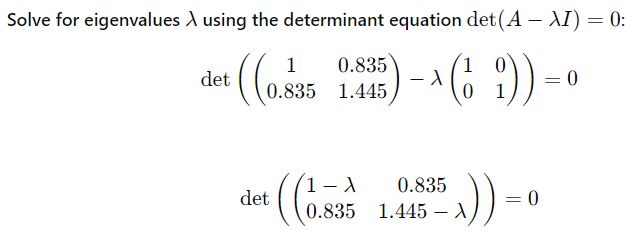 Solve for eigenvalues λ using the determinant equation det(A − λI) = 0:
det ( ( 1 0.835 0.835 1.445 ) − λ ( 1 0 0 1 ) ) = 0
det ( ( 1 − λ 0.835 0.835 1.445 − λ ) ) = 0